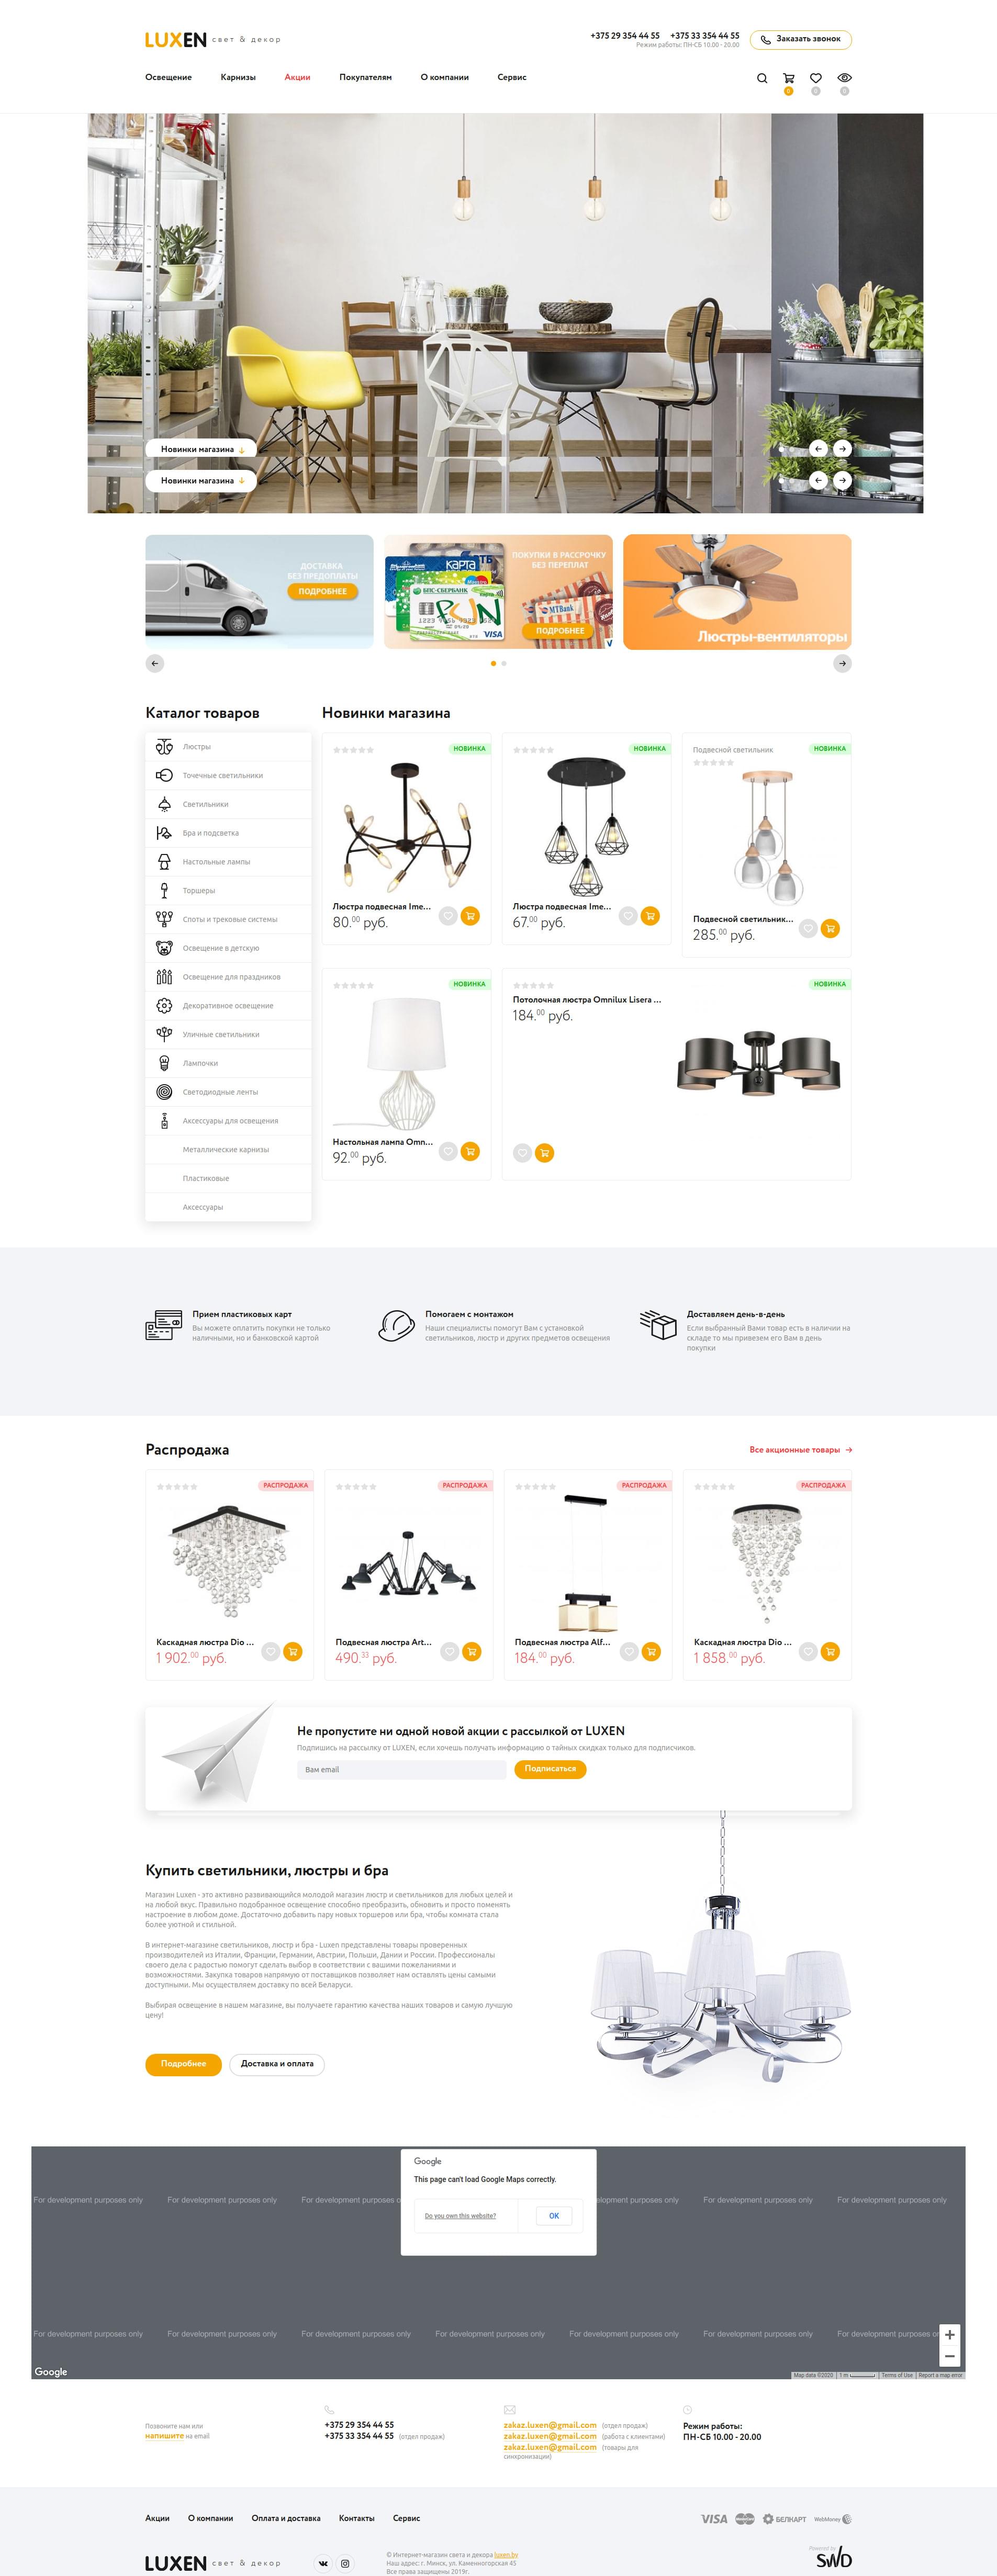 LUXEN свет & декор
+375 29 354 44 55 +375 33 354 44 55
Режим работы: ПН-СБ 10.00 - 20.00
Заказать звонок
Освещение Карнизы Акции Покупателям О компании Сервис
0 0 0
Новинки магазина
Новинки магазина
ДОСТАВКА
БЕЗ ПРЕДОПЛАТЫ
ПОДРОБНЕЕ
ПОКУПКИ В РАССРОЧКУ
БЕЗ ПЕРЕПЛАТ
КАРТА
БПС-СБЕРБАНК
VISA
MTBank
ПОДРОБНЕЕ
Люстры-вентиляторы
Каталог товаров
Люстры
Точечные светильники
Светильники
Бра и подсветка
Настольные лампы
Торшеры
Споты и трековые системы
Освещение в детскую
Освещение для праздников
Декоративное освещение
Уличные светильники
Лампочки
Светодиодные ленты
Аксессуары для освещения
Металлические карнизы
Пластиковые
Аксессуары
Новинки магазина
НОВИНКА
Люстра подвесная Ime...
80.00 руб.
НОВИНКА
Люстра подвесная Ime...
67.00 руб.
Подвесной светильник
НОВИНКА
Подвесной светильник...
285.00 руб.
НОВИНКА
Настольная лампа Omn...
92.00 руб.
НОВИНКА
Потолочная люстра Omnilux Lisera ...
184.00 руб.
Прием пластиковых карт
Вы можете оплатить покупки не только
наличными, но и банковской картой
Помогаем с монтажом
Наши специалисты помогут Вам с установкой
светильников, люстр и других предметов освещения
Доставляем день-в-день
Если выбранный Вами товар есть в наличии на
складе то мы привезем его Вам в день
покупки
Распродажа
Все акционные товары
РАСПРОДАЖА
Каскадная люстра Dio ...
1 902.00 руб.
РАСПРОДАЖА
Подвесная люстра Art...
490.33 руб.
РАСПРОДАЖА
Подвесная люстра Alf...
184.00 руб.
РАСПРОДАЖА
Каскадная люстра Dio ...
1 858.00 руб.
Не пропустите ни одной новой акции с рассылкой от LUXEN
Подпишись на рассылку от LUXEN, если хочешь получать информацию о тайных скидках только для подписчиков.
Вам email
Подписаться
Купить светильники, люстры и бра
Магазин Luxen - это активно развивающийся молодой магазин люстр и светильников для любых целей и
на любой вкус. Правильно подобранное освещение способно преобразить, обновить и просто поменять
настроение в любом доме. Достаточно добавить пару новых торшеров или бра, чтобы комната стала
более уютной и стильной.
В интернет-магазине светильников, люстр и бра - Luxen представлены товары проверенных
производителей из Италии, Франции, Германии, Австрии, Польши, Дании и России. Профессионалы
своего дела с радостью помогут сделать выбор в соответствии с вашими пожеланиями и
возможностями. Закупка товаров напрямую от поставщиков позволяет нам оставлять цены самыми
доступными. Мы осуществляем доставку по всей Беларуси.
Выбирая освещение в нашем магазине, вы получаете гарантию качества наших товаров и самую лучшую
цену!
Подробнее
Доставка и оплата
Google
This page can't load Google Maps correctly.
Do you own this website?
OK
For development purposes only For development purposes only For development purposes o elopment purposes only For development purposes only For development purposes only
For development purposes only For development purposes only For development purposes only For development purposes only For development purposes only For development purposes only For development purposes on
Google
Map data ©2020 1 m Terms of Use Report a map error
Позвоните нам или
напишите на email
+375 29 354 44 55
+375 33 354 44 55 (отдел продаж)
zakaz.luxen@gmail.com (отдел продаж)
zakaz.luxen@gmail.com (работа с клиентами)
zakaz.luxen@gmail.com (товары для
синхронизации)
Режим работы:
ПН-СБ 10.00 - 20.00
Акции О компании Оплата и доставка Контакты Сервис
VISA MasterCard БЕЛКАРТ WebMoney
LUXEN свет & декор
© Интернет-магазин света и декора luxen.by
Наш адрес: г. Минск, ул. Каменногорская 45
Все права защищены 2019г.
Powered by
SWD